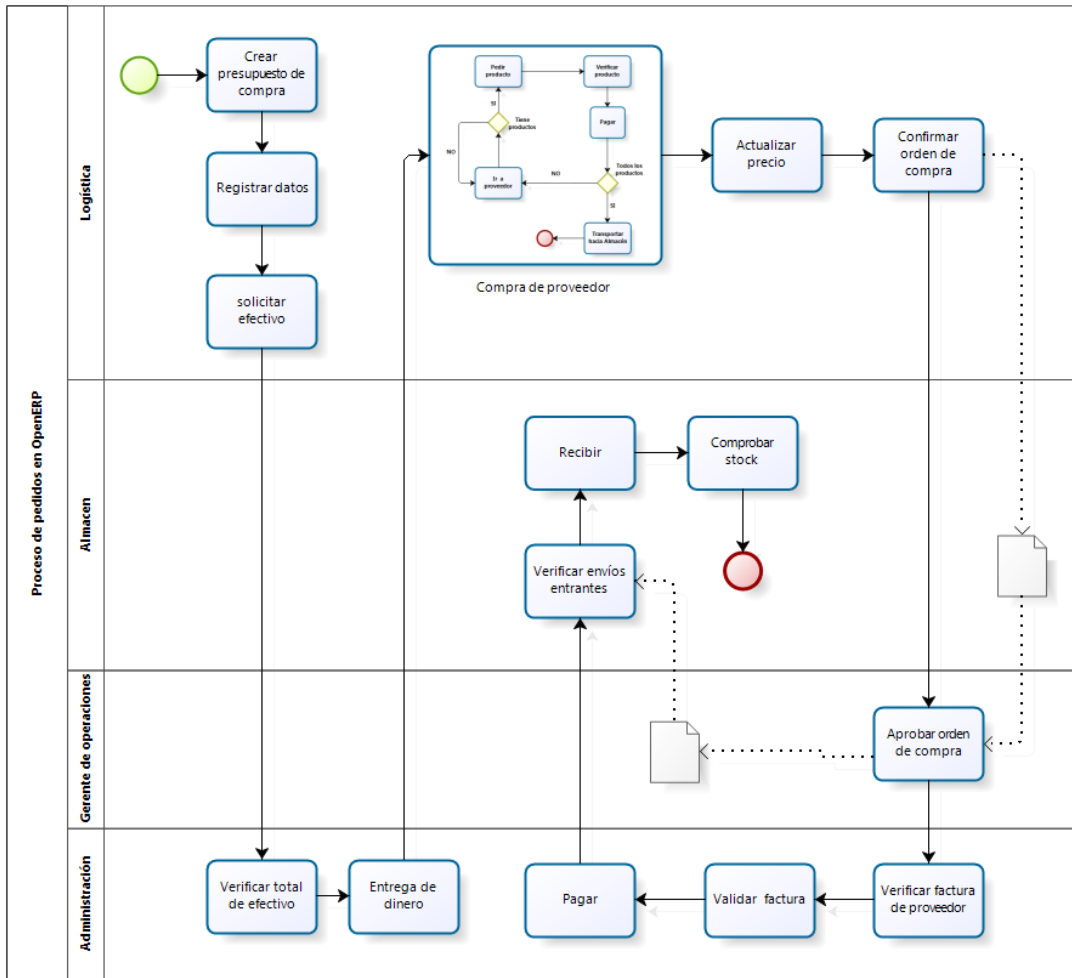 Proceso de pedidos en OpenERP
Logística
Crear
presupuesto de
compra
Registrar datos
solicitar
efectivo
Pedir
producto
Verificar
producto
SI
Tiene
productos
Pagar
NO
Ir a
proveedor
NO
Todos los
productos
SI
Transportar
hacia Almacén
Compra de proveedor
Actualizar
precio
Confirmar
orden de
compra
Almacen
Recibir
Comprobar
stock
Verificar envíos
entrantes
Gerente de operaciones
Aprobar orden
de compra
Administración
Verificar total
de efectivo
Entrega de
dinero
Pagar
Validar factura
Verificar factura
de proveedor